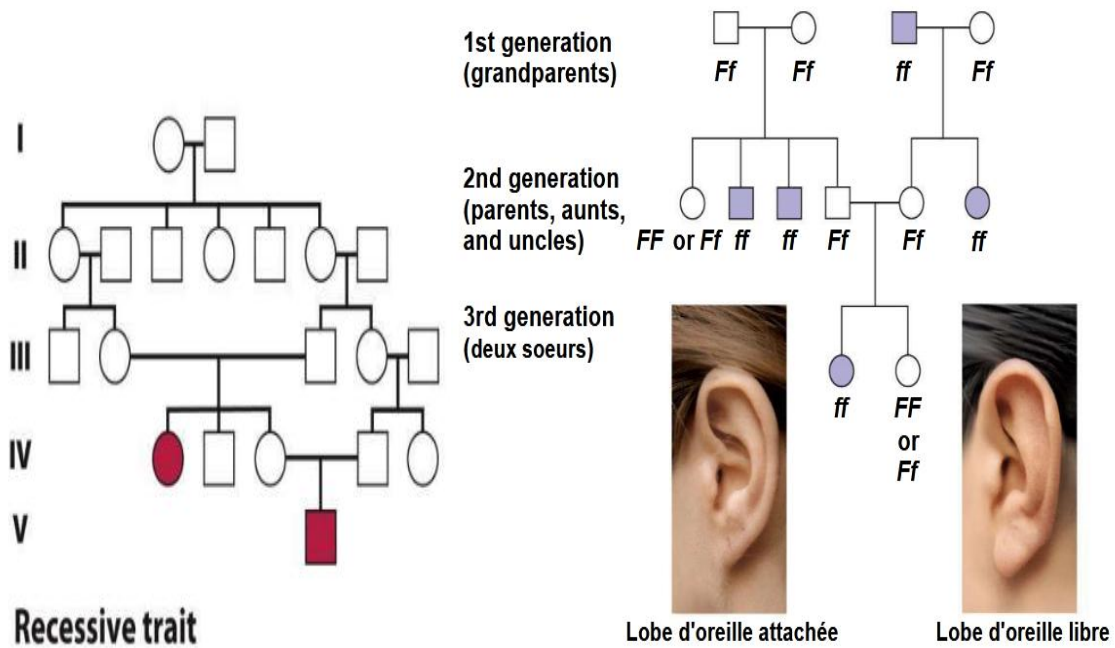 I
II
III
IV
V
Recessive trait
1st generation
(grandparents)
Ff Ff ff Ff
2nd generation
(parents, aunts,
and uncles)
FF or Ff ff ff Ff Ff ff
3rd generation
(deux soeurs)
ff FF
or
Ff
Lobe d'oreille attachée
Lobe d'oreille libre